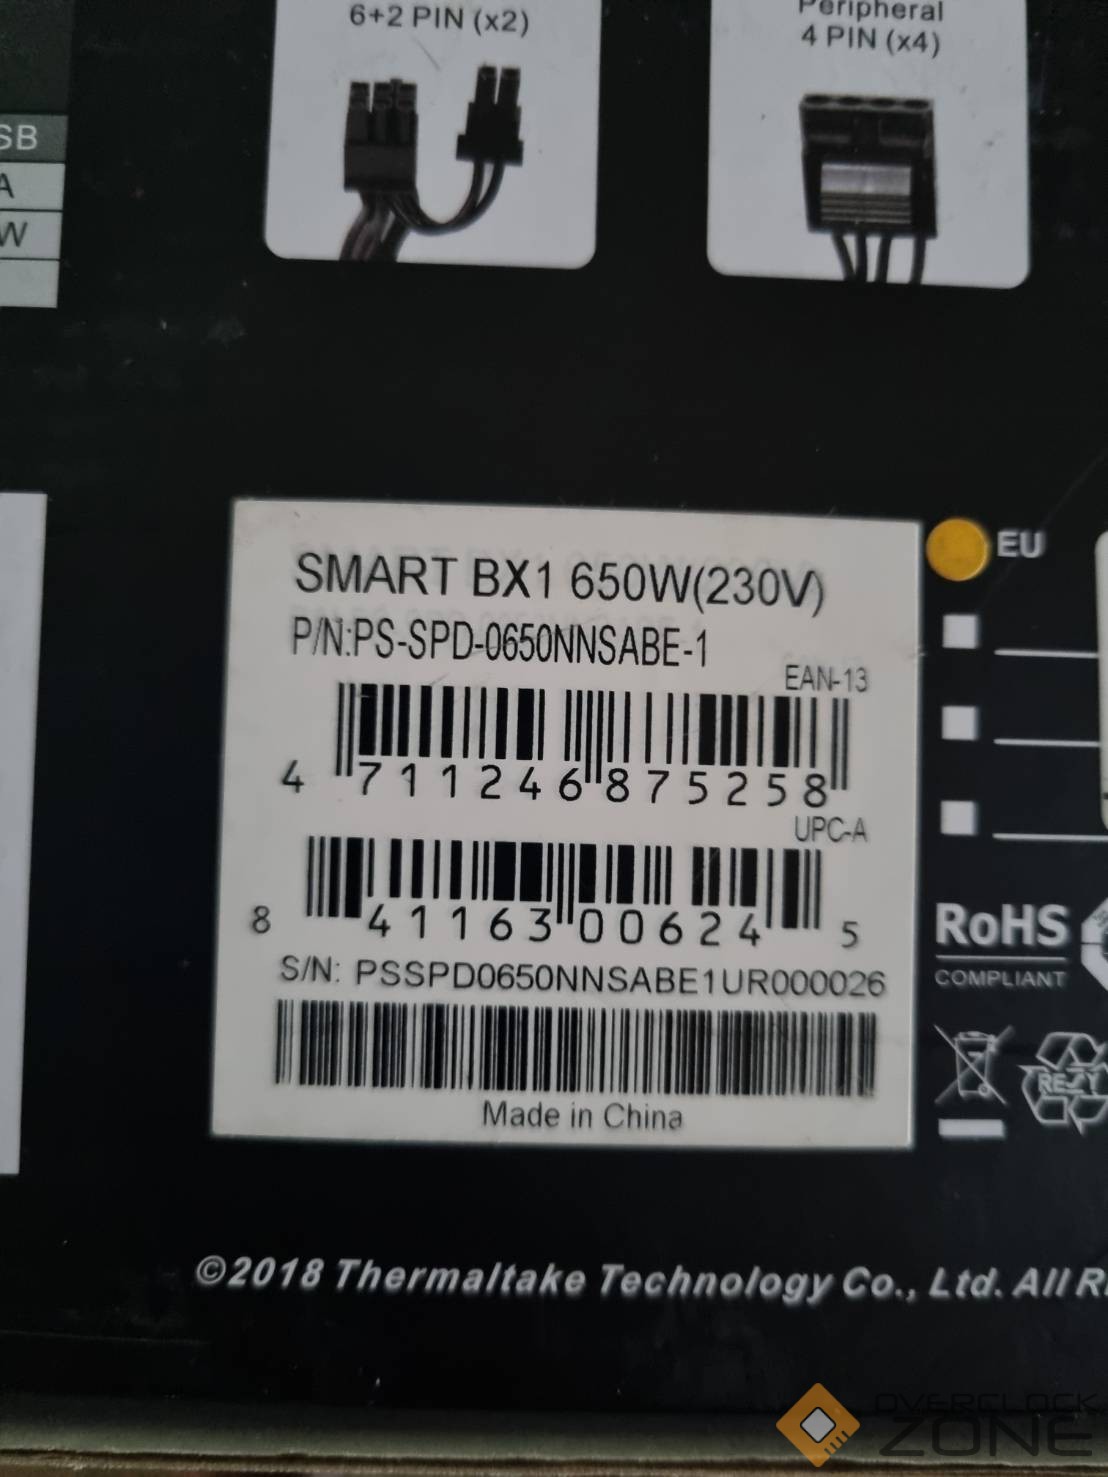 6+2 PIN (x2)
Peripheral
4 PIN (x4)
SB
A
W
SMART BX1 650W(230V)
P/N:PS-SPD-0650NNSABE-1
EAN-13
4 711246 875258
UPC-A
8 41163 00624 5
S/N: PSSPD0650NNSABE1UR000026
Made in China
EU
RoHS
COMPLIANT
RESY
©2018 Thermaltake Technology Co., Ltd. All R
OVERCLOCK
ZONE